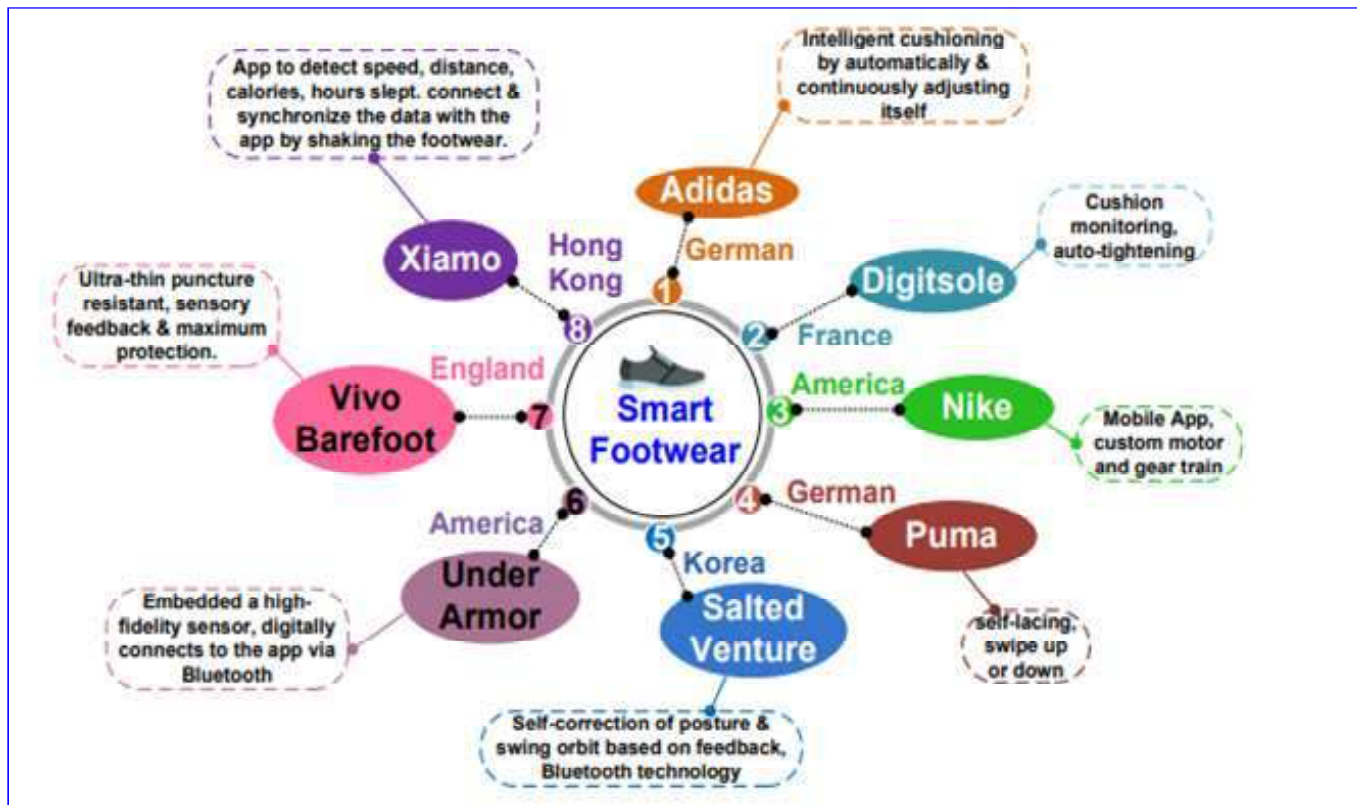 Smart
Footwear
1
German
Adidas
Intelligent cushioning
by automatically &
continuously adjusting
itself
2
France
Digitsole
Cushion
monitoring,
auto-tightening
3
America
Nike
Mobile App,
custom motor
and gear train
4
German
Puma
self-lacing,
swipe up
or down
5
Korea
Salted
Venture
Self-correction of posture &
swing orbit based on feedback,
Bluetooth technology
6
America
Under
Armor
Embedded a high-
fidelity sensor, digitally
connects to the app via
Bluetooth
7
England
Vivo
Barefoot
Ultra-thin puncture
resistant, sensory
feedback & maximum
protection.
8
Hong
Kong
Xiamo
App to detect speed, distance,
calories, hours slept. connect &
synchronize the data with the
app by shaking the footwear.